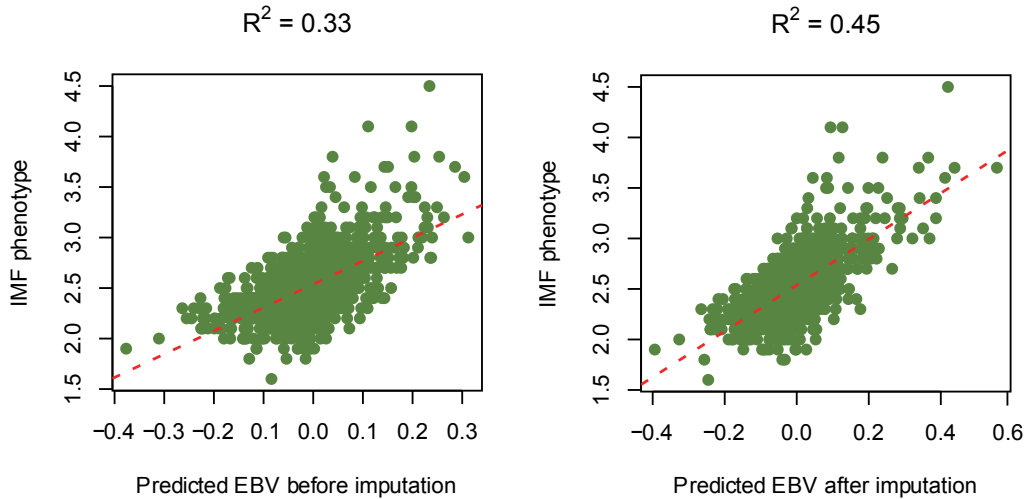 R² = 0.33
IMF phenotype
4.5
4.0
3.5
3.0
2.5
2.0
1.5
−0.4 −0.3 −0.2 0.1 0.0 0.1 0.2 0.3
Predicted EBV before imputation
R² = 0.45
IMF phenotype
4.5
4.0
3.5
3.0
2.5
2.0
1.5
−0.4 −0.2 0.0 0.2 0.4 0.6
Predicted EBV after imputation